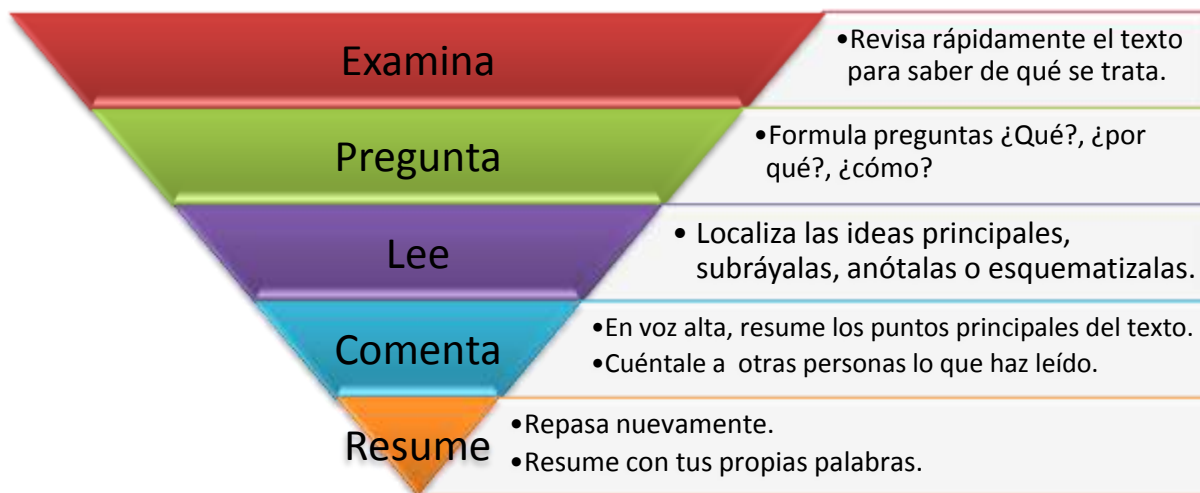 Examina
•Revisa rápidamente el texto
para saber de qué se trata.
Pregunta
•Formula preguntas ¿Qué?, ¿por
qué?, ¿cómo?
Lee
• Localiza las ideas principales,
subráyalas, anótalas o esquematizalas.
Comenta
•En voz alta, resume los puntos principales del texto.
•Cuéntale a otras personas lo que haz leído.
Resume
•Repasa nuevamente.
•Resume con tus propias palabras.